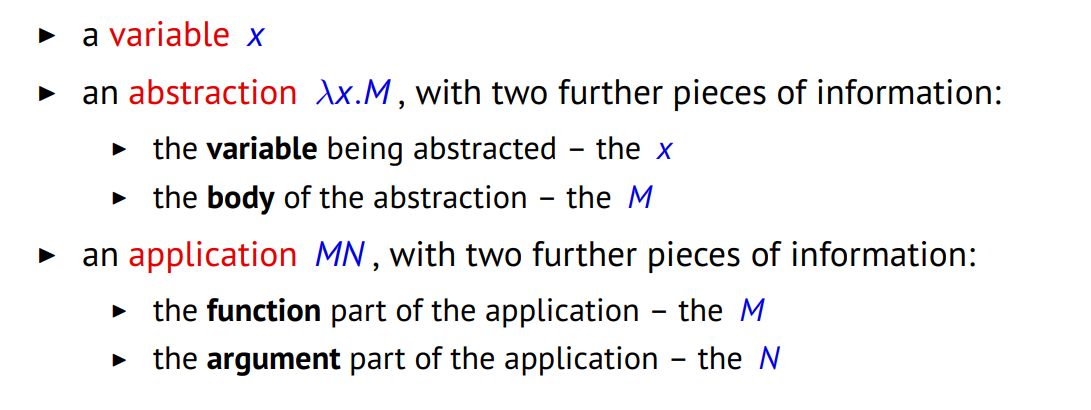 ▶ a variable x
▶ an abstraction λx.M, with two further pieces of information:
▶ the variable being abstracted – the x
▶ the body of the abstraction – the M
▶ an application MN, with two further pieces of information:
▶ the function part of the application – the M
▶ the argument part of the application – the N